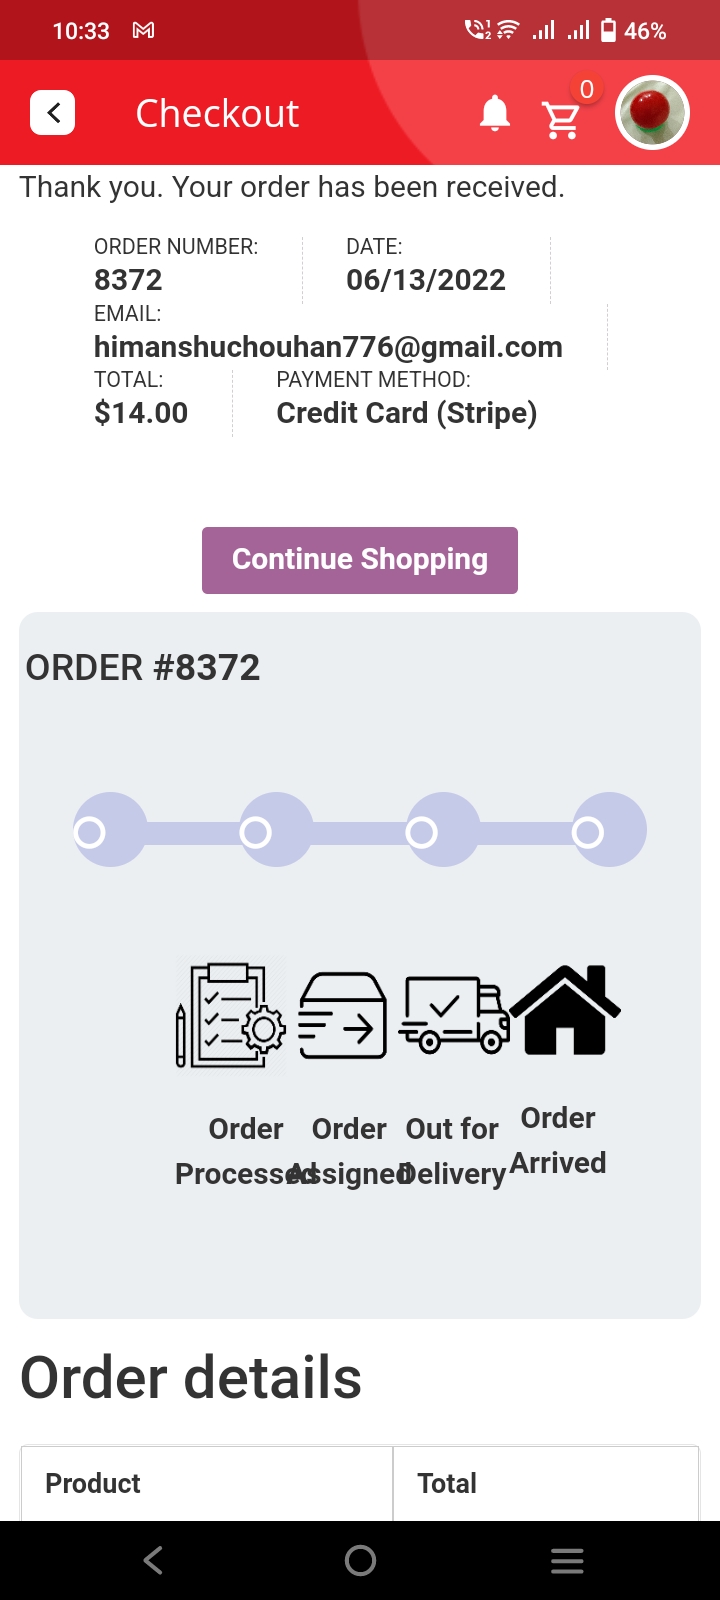 10:33
46%
Checkout
0
Thank you. Your order has been received.
ORDER NUMBER: DATE:
8372 06/13/2022
EMAIL:
himanshuchouhan776@gmail.com
TOTAL: PAYMENT METHOD:
$14.00 Credit Card (Stripe)
Continue Shopping
ORDER #8372
Order Processed
Order Assigned
Out for Delivery
Order Arrived
Order details
Product Total